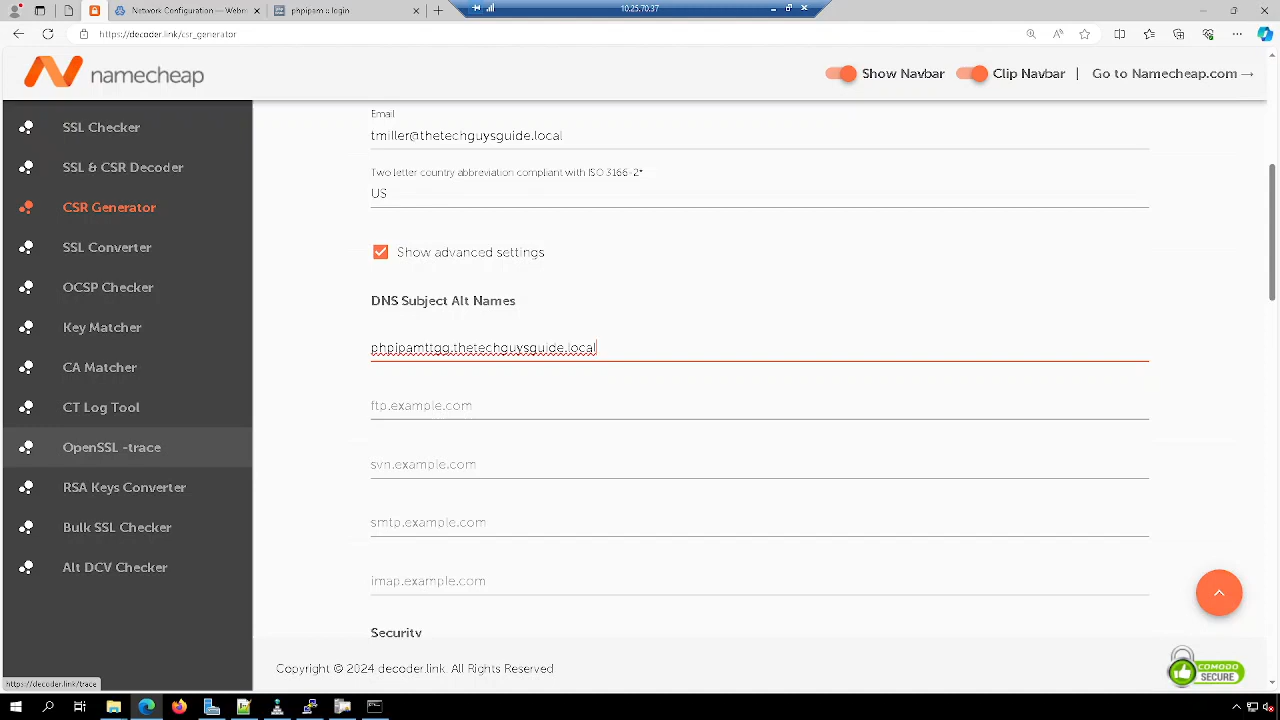 Network Configuration — Webm
phpipam :: login
10.25.70.37
https://decoder.link/csr_generator
namecheap
Show Navbar
Clip Navbar
Go to Namecheap.com →
SSL Checker
SSL & CSR Decoder
CSR Generator
SSL Converter
OCSP Checker
Key Matcher
CA Matcher
CT Log Tool
OpenSSL -trace
RSA Keys Converter
Bulk SSL Checker
Alt DCV Checker
Email
tmiller@thetechguysguide.local
Two letter country abbreviation compliant with ISO 3166-2*
US
Show advanced settings
DNS Subject Alt Names
phpipamttgg.thetechguysguide.local
ftp.example.com
svn.example.com
smtp.example.com
imap.example.com
Security
Copyright © 2024 decoder.link. All Rights Reserved
COMODO
SECURE
https://decoder.link/trace